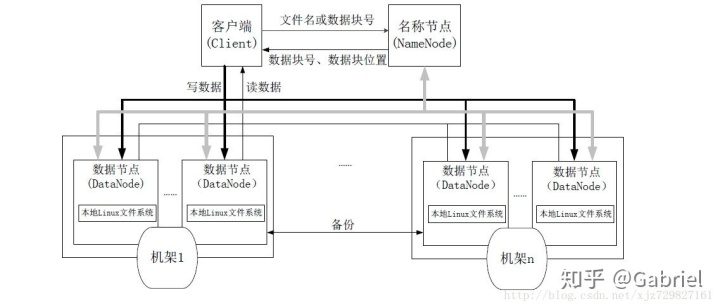 客户端
(Client)
文件名或数据块号
数据块号、数据块位置
名称节点
(NameNode)
写数据
读数据
数据节点
(DataNode)
......
本地Linux文件系统
数据节点
(DataNode)
本地Linux文件系统
机架1
......
备份
数据节点
(DataNode)
......
本地Linux文件系统
数据节点
(DataNode)
本地Linux文件系统
机架n
知乎 @Gabriel
http://blog.csdn.net/xjz729827161